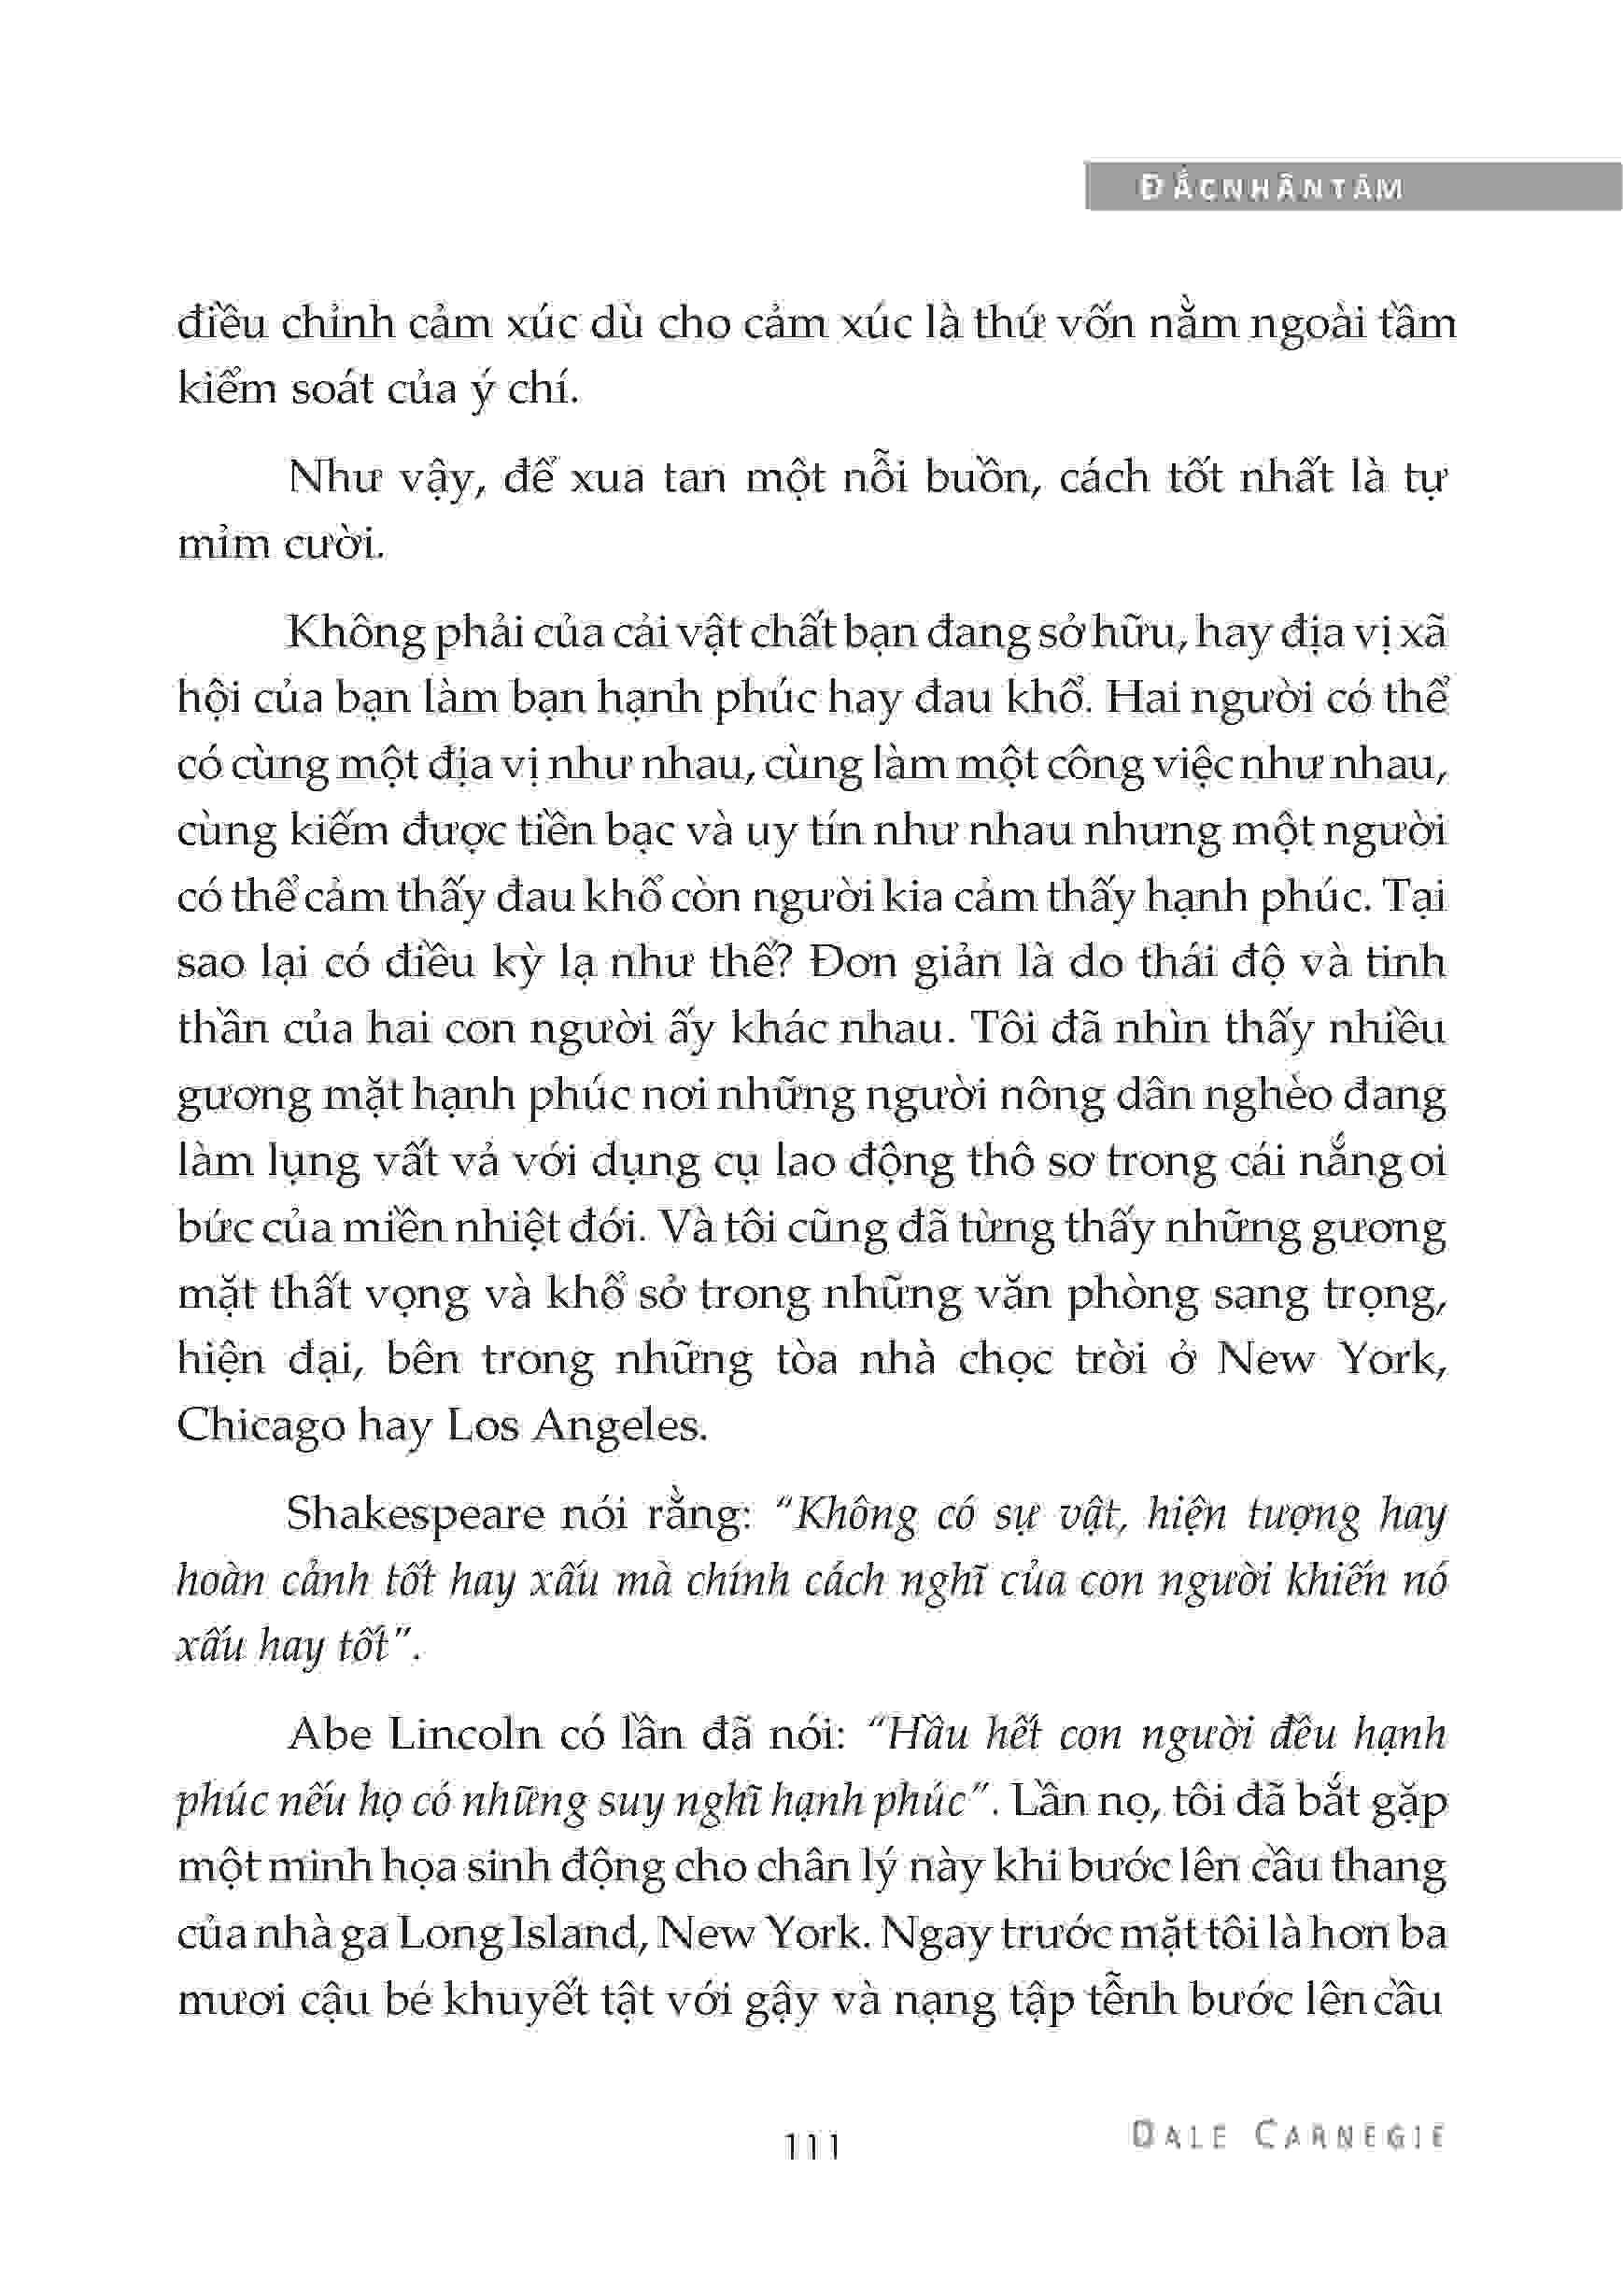 ĐẮCNHÂNTÂM
điều chỉnh cảm xúc dù cho cảm xúc là thứ vốn nằm ngoài tầm
kiểm soát của ý chí.
Như vậy, để xua tan một nỗi buồn, cách tốt nhất là tự
mỉm cười.
Không phải của cải vật chất bạn đang sở hữu, hay địa vị xã
hội của bạn làm bạn hạnh phúc hay đau khổ. Hai người có thể
có cùng một địa vị như nhau, cùng làm một công việc như nhau,
cùng kiếm được tiền bạc và uy tín như nhau nhưng một người
có thể cảm thấy đau khổ còn người kia cảm thấy hạnh phúc. Tại
sao lại có điều kỳ lạ như thế? Đơn giản là do thái độ và tinh
thần của hai con người ấy khác nhau. Tôi đã nhìn thấy nhiều
gương mặt hạnh phúc nơi những người nông dân nghèo đang
làm lụng vất vả với dụng cụ lao động thô sơ trong cái nắng oi
bức của miền nhiệt đới. Và tôi cũng đã từng thấy những gương
mặt thất vọng và khổ sở trong những văn phòng sang trọng,
hiện đại, bên trong những tòa nhà chọc trời ở New York,
Chicago hay Los Angeles.
Shakespeare nói rằng: “Không có sự vật, hiện tượng hay
hoàn cảnh tốt hay xấu mà chính cách nghĩ của con người khiến nó
xấu hay tốt”.
Abe Lincoln có lần đã nói: “Hầu hết con người đều hạnh
phúc nếu họ có những suy nghĩ hạnh phúc”. Lần nọ, tôi đã bắt gặp
một minh họa sinh động cho chân lý này khi bước lên cầu thang
của nhà ga Long Island, New York. Ngay trước mặt tôi là hơn ba
mươi cậu bé khuyết tật với gậy và nạng tập tễnh bước lên cầu
111
DALE CARNEGIE